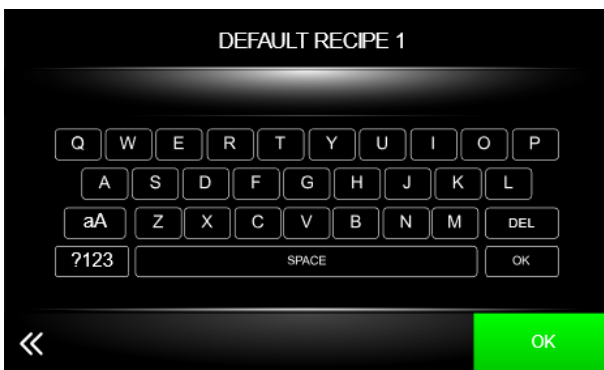 DEFAULT RECIPE 1
Q W E R T Y U I O P
A S D F G H J K L
aA Z X C V B N M DEL
?123 SPACE OK
OK